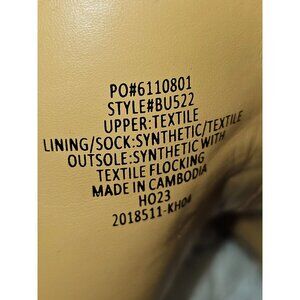 PO#6110801
STYLE#BU522
UPPER:TEXTILE
LINING/SOCK:SYNTHETIC/TEXTILE
OUTSOLE:SYNTHETIC WITH
TEXTILE FLOCKING
MADE IN CAMBODIA
HO23
2018511-KH04